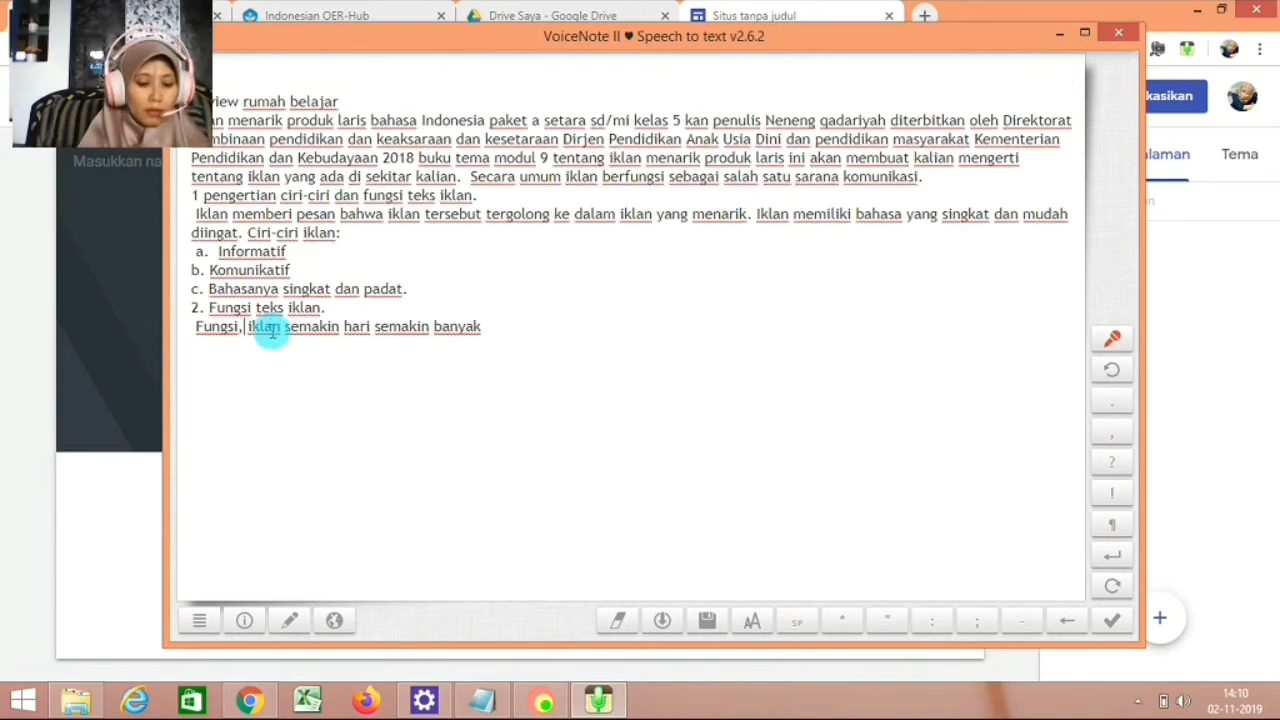 Indonesian OER-Hub
Drive Saya - Google Drive
Situs tanpa judul
VoiceNote II ♥ Speech to text v2.6.2
kasikan
Masukkan na
laman
Tema
view rumah belajar
menarik produk laris bahasa Indonesia paket a setara sd/mi kelas 5 kan penulis Neneng qadariyah diterbitkan oleh Direktorat
mbinaan pendidikan dan keaksaraan dan kesetaraan Dirjen Pendidikan Anak Usia Dini dan pendidikan masyarakat Kementerian
Pendidikan dan Kebudayaan 2018 buku tema modul 9 tentang iklan menarik produk laris ini akan membuat kalian mengerti
tentang iklan yang ada di sekitar kalian.  Secara umum iklan berfungsi sebagai salah satu sarana komunikasi.
1 pengertian ciri-ciri dan fungsi teks iklan.
Iklan memberi pesan bahwa iklan tersebut tergolong ke dalam iklan yang menarik. Iklan memiliki bahasa yang singkat dan mudah
diingat. Ciri-ciri iklan:
a.  Informatif
b. Komunikatif
c. Bahasanya singkat dan padat.
2. Fungsi teks iklan.
Fungsi, iklan semakin hari semakin banyak
.
,
?
!
¶
AA
SP
*
"
:
;
-
14:10
02-11-2019